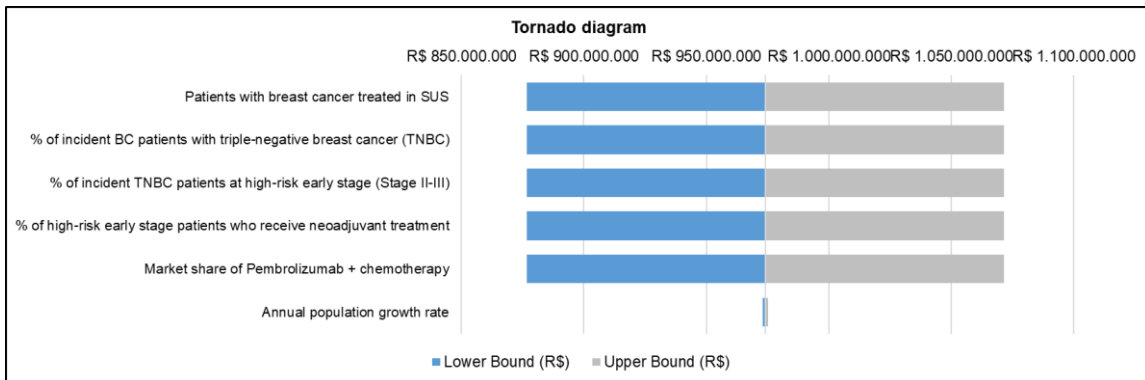 Tornado diagram
R$ 850.000.000 R$ 900.000.000 R$ 950.000.000 R$ 1.000.000.000 R$ 1.050.000.000 R$ 1.100.000.000
Patients with breast cancer treated in SUS
% of incident BC patients with triple-negative breast cancer (TNBC)
% of incident TNBC patients at high-risk early stage (Stage II-III)
% of high-risk early stage patients who receive neoadjuvant treatment
Market share of Pembrolizumab + chemotherapy
Annual population growth rate
Lower Bound (R$) Upper Bound (R$)